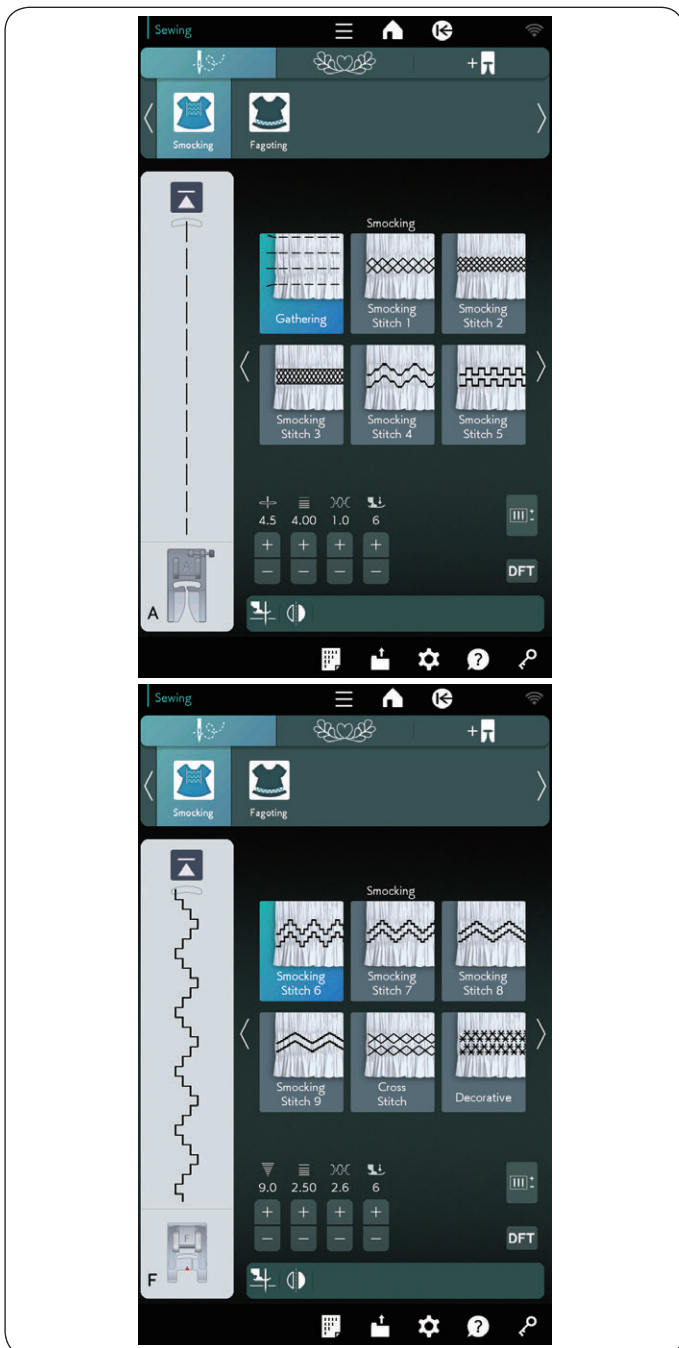 Sewing
Smocking
Fagoting
Smocking
Gathering
Smocking
Stitch 1
Smocking
Stitch 2
Smocking
Stitch 3
Smocking
Stitch 4
Smocking
Stitch 5
4.5 4.00 1.0 6
+ + + +
- - - -
DFT
A
A
Sewing
Smocking
Fagoting
Smocking
Smocking
Stitch 6
Smocking
Stitch 7
Smocking
Stitch 8
Smocking
Stitch 9
Cross
Stitch
Decorative
9.0 2.50 2.6 6
+ + + +
- - - -
DFT
F
F